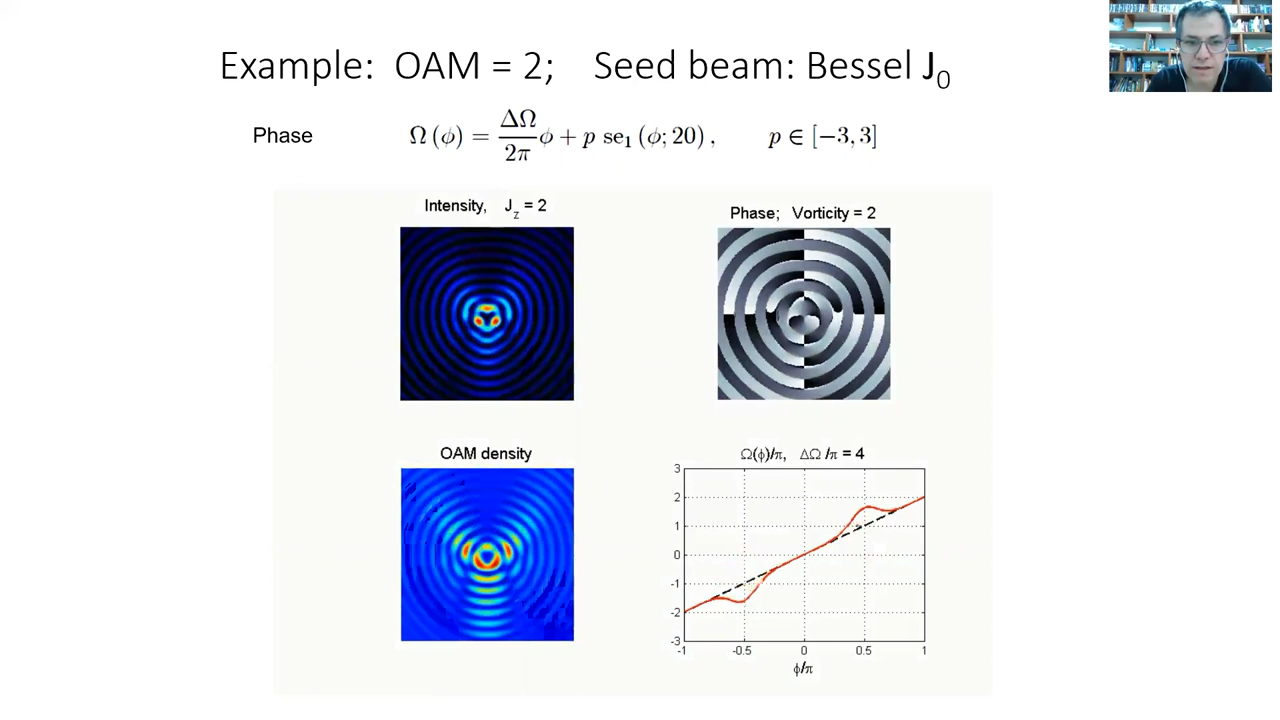 Example: OAM = 2; Seed beam: Bessel J₀
Phase Ω (ϕ) = ΔΩ/2π ϕ + p se₁ (ϕ; 20) , p ∈ [−3, 3]
Intensity, J_z = 2
Phase; Vorticity = 2
OAM density
Ω(ϕ)/π, ΔΩ /π = 4
3
2
1
0
-1
-2
-3
-1 -0.5 0 0.5 1
ϕ/π